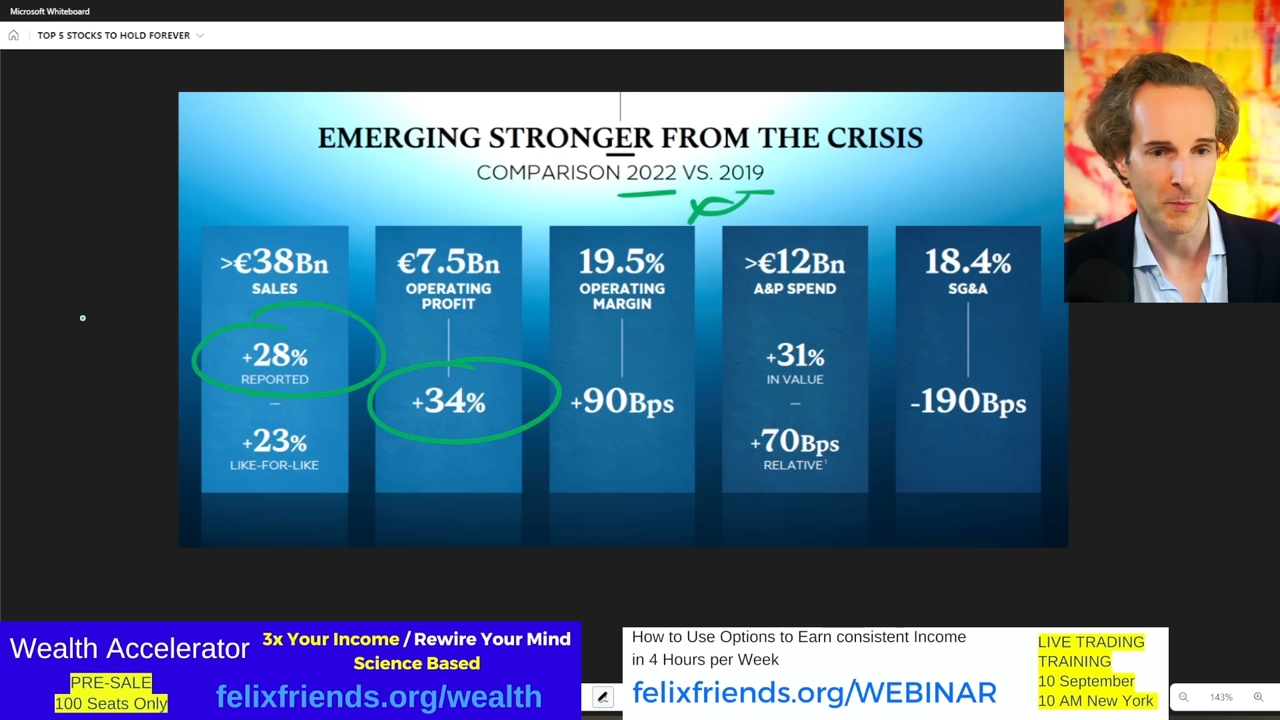 Microsoft Whiteboard
TOP 5 STOCKS TO HOLD FOREVER
EMERGING STRONGER FROM THE CRISIS
COMPARISON 2022 VS. 2019
>€38Bn
SALES
+28%
REPORTED
+23%
LIKE-FOR-LIKE
€7.5Bn
OPERATING
PROFIT
+34%
19.5%
OPERATING
MARGIN
+90Bps
>€12Bn
A&P SPEND
+31%
IN VALUE
+70Bps
RELATIVE¹
18.4%
SG&A
-190Bps
Wealth Accelerator
PRE-SALE
100 Seats Only
3x Your Income / Rewire Your Mind
Science Based
felixfriends.org/wealth
How to Use Options to Earn consistent Income
in 4 Hours per Week
felixfriends.org/WEBINAR
LIVE TRADING
TRAINING
10 September
10 AM New York
143%